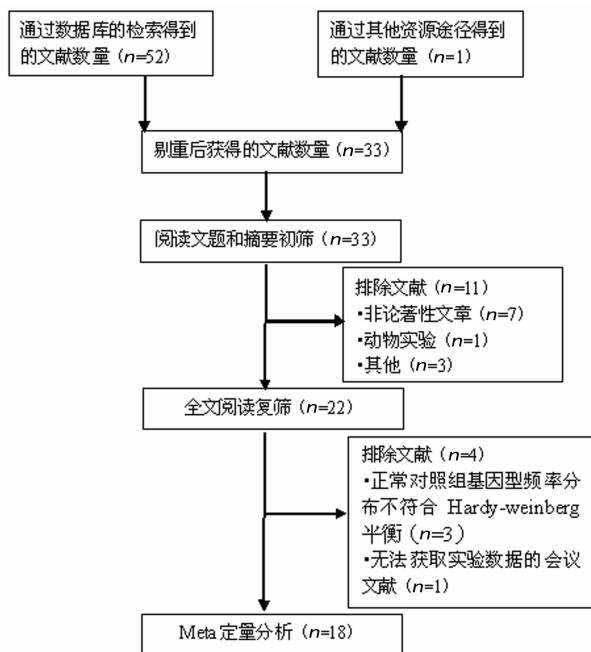 通过数据库的检索得到
的文献数量（n=52）
通过其他资源途径得到
的文献数量（n=1）
剔重后获得的文献数量（n=33）
阅读文题和摘要初筛（n=33）
排除文献（n=11）
·非论著性文章（n=7）
·动物实验（n=1）
·其他（n=3）
全文阅读复筛（n=22）
排除文献（n=4）
·正常对照组基因型频率分
布不符合 Hardy-weinberg
平衡（n=3）
·无法获取实验数据的会议
文献（n=1）
Meta 定量分析（n=18）